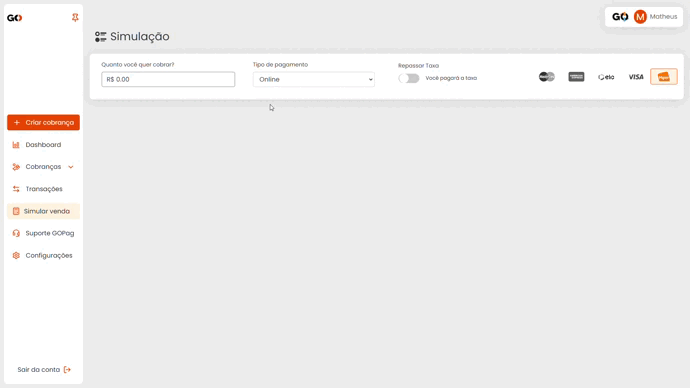 GO
GO M Matheus
Simulação
Quanto você quer cobrar?
R$ 0.00
Tipo de pagamento
Online
Repassar Taxa
Você pagará a taxa
elo
VISA
+ Criar cobrança
Dashboard
Cobranças
Transações
Simular venda
Suporte GOPag
Configurações
Sair da conta